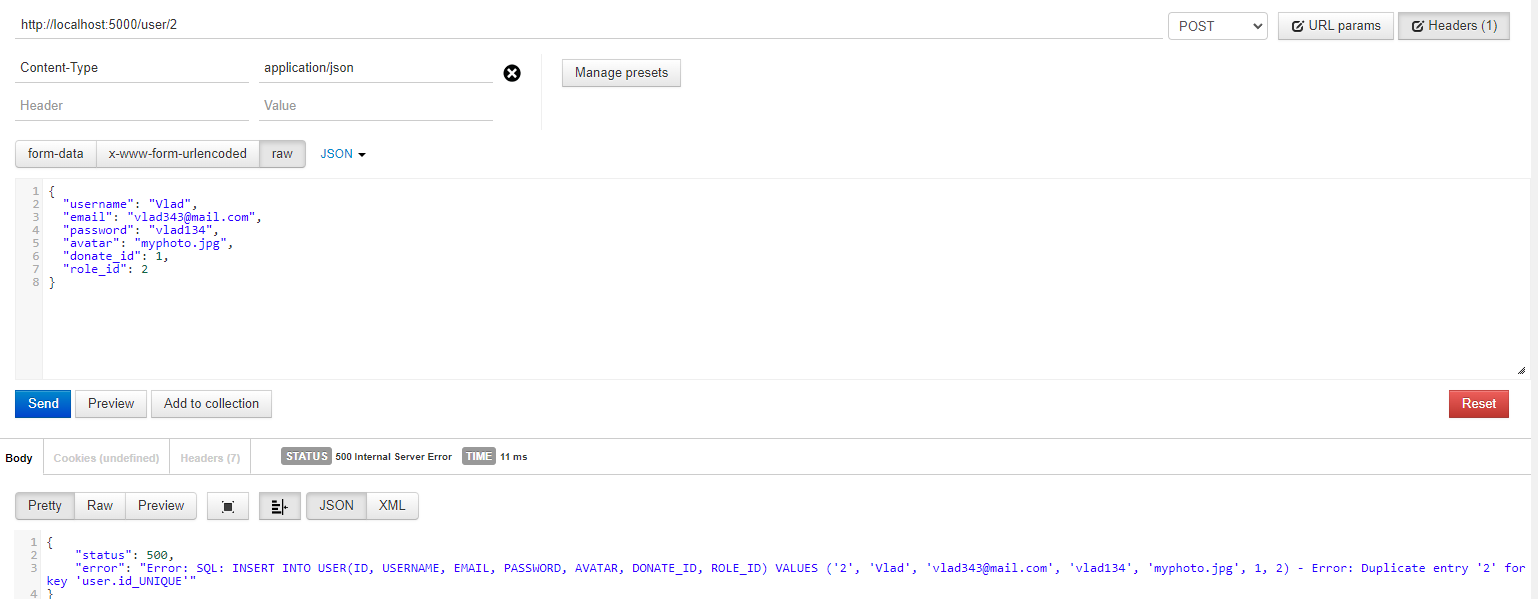 http://localhost:5000/user/2
POST
URL params
Headers (1)
Content-Type
application/json
Manage presets
Header
Value
form-data
x-www-form-urlencoded
raw
JSON
1 {
2 "username": "Vlad",
3 "email": "vlad343@mail.com",
4 "password": "vlad134",
5 "avatar": "myphoto.jpg",
6 "donate_id": 1,
7 "role_id": 2
8 }
Send
Preview
Add to collection
Reset
Body
Cookies (undefined)
Headers (7)
STATUS 500 Internal Server Error TIME 11 ms
Pretty
Raw
Preview
JSON
XML
1 {
2 "status": 500,
3 "error": "Error: SQL: INSERT INTO USER(ID, USERNAME, EMAIL, PASSWORD, AVATAR, DONATE_ID, ROLE_ID) VALUES ('2', 'Vlad', 'vlad343@mail.com', 'vlad134', 'myphoto.jpg', 1, 2) - Error: Duplicate entry '2' for
key 'user.id_UNIQUE'"
4 }